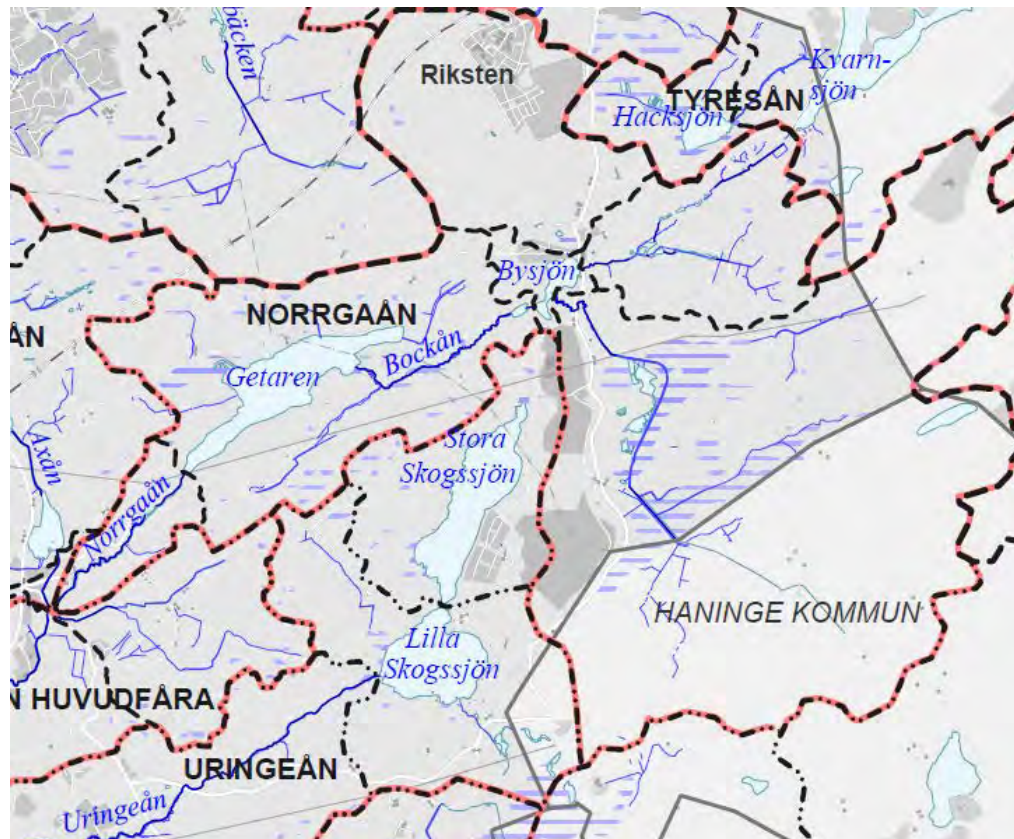 bäcken
Riksten
Kvarn-
sjön
TYRESÅN
Hacksjön
Bysjön
NORRGAÅN
ÅN
Bockån
Getaren
Axån
Stora
Skogssjön
Norrgaån
HANINGE KOMMUN
Lilla
Skogssjön
N HUVUDFÅRA
URINGEÅN
Uringeån